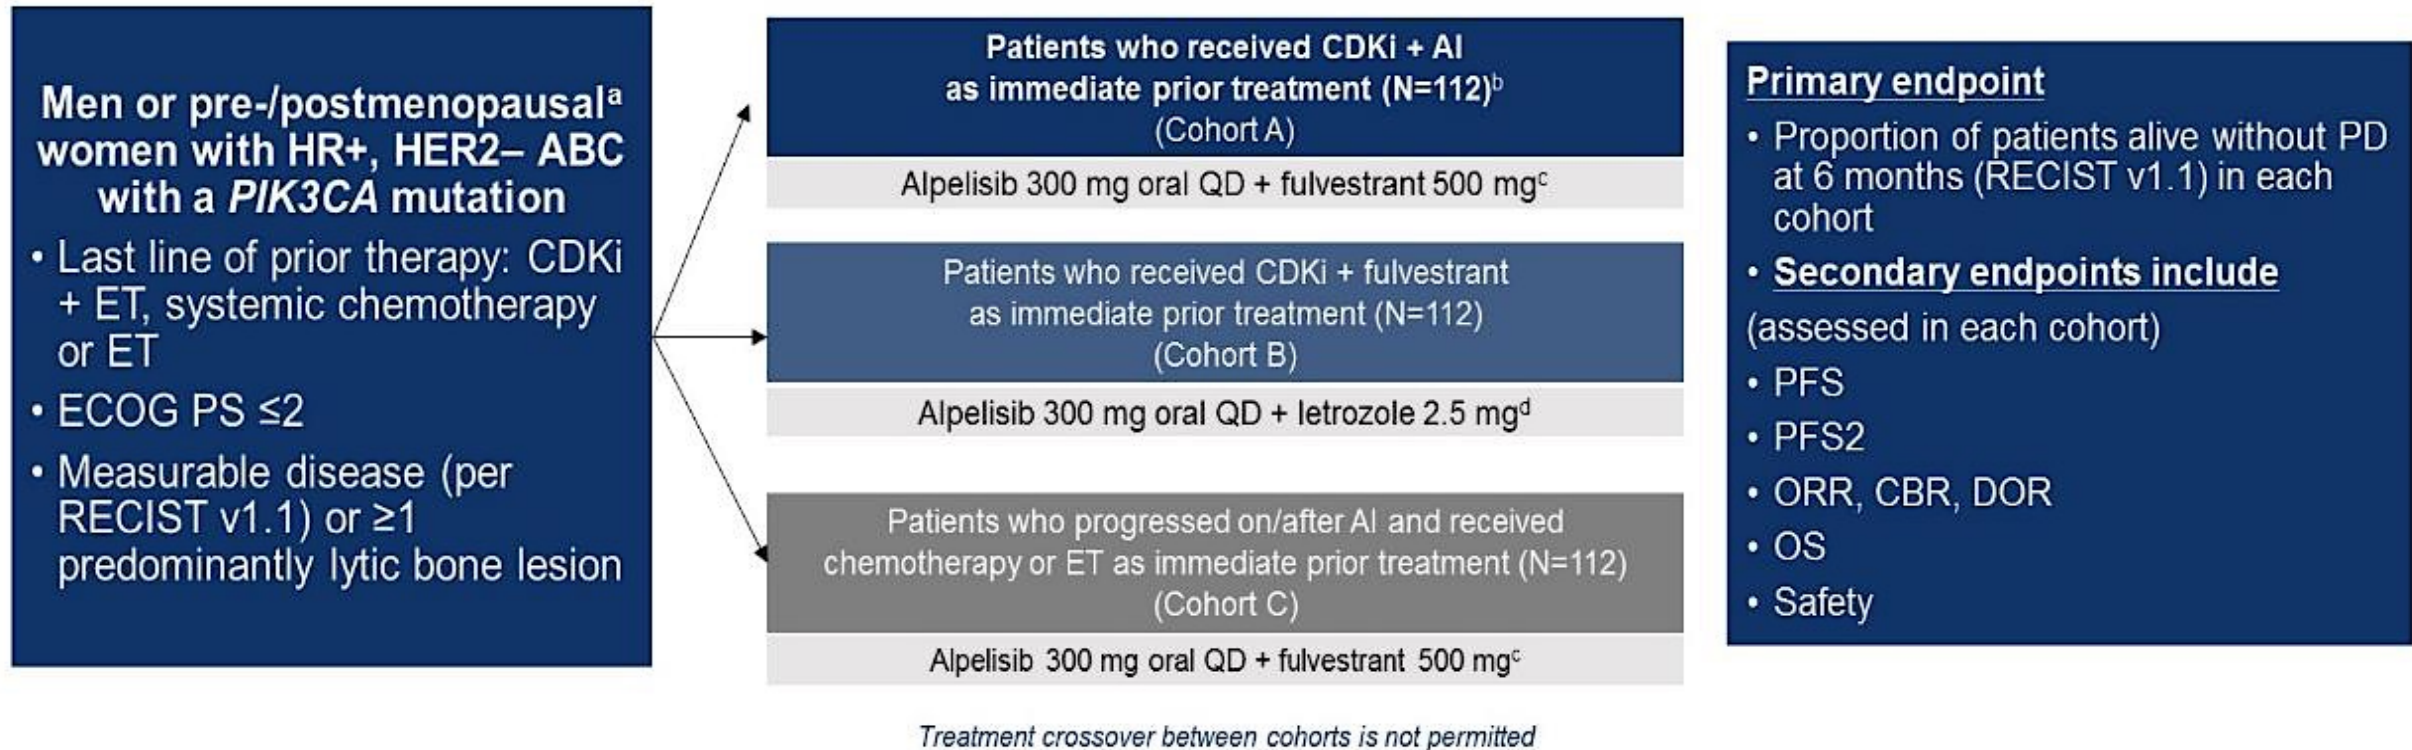 Men or pre-/postmenopausalᵃ
women with HR+, HER2– ABC
with a PIK3CA mutation
• Last line of prior therapy: CDKi
+ ET, systemic chemotherapy
or ET
• ECOG PS ≤2
• Measurable disease (per
RECIST v1.1) or ≥1
predominantly lytic bone lesion
Patients who received CDKi + AI
as immediate prior treatment (N=112)ᵇ
(Cohort A)
Alpelisib 300 mg oral QD + fulvestrant 500 mgᶜ
Patients who received CDKi + fulvestrant
as immediate prior treatment (N=112)
(Cohort B)
Alpelisib 300 mg oral QD + letrozole 2.5 mgᵈ
Patients who progressed on/after AI and received
chemotherapy or ET as immediate prior treatment (N=112)
(Cohort C)
Alpelisib 300 mg oral QD + fulvestrant 500 mgᶜ
Treatment crossover between cohorts is not permitted
Primary endpoint
• Proportion of patients alive without PD
at 6 months (RECIST v1.1) in each
cohort
• Secondary endpoints include
(assessed in each cohort)
• PFS
• PFS2
• ORR, CBR, DOR
• OS
• Safety